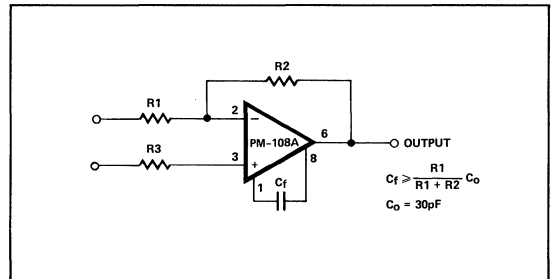 R2
R1
2
−
6
PM-108A
OUTPUT
R3
3
+
8
1
Cf
Cf ⩾ R1 / R1 + R2 Co
Co = 30pF